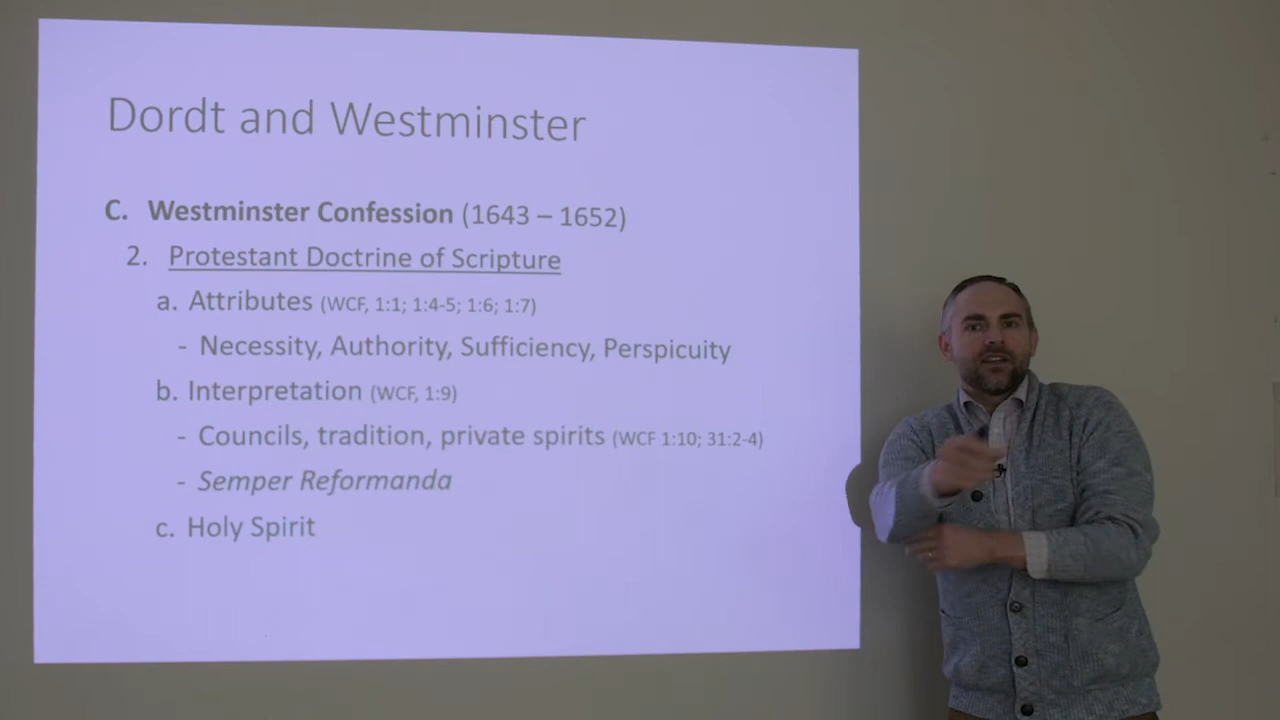 Dordt and Westminster
C. Westminster Confession (1643 – 1652)
2. Protestant Doctrine of Scripture
a. Attributes (WCF, 1:1; 1:4-5; 1:6; 1:7)
- Necessity, Authority, Sufficiency, Perspicuity
b. Interpretation (WCF, 1:9)
- Councils, tradition, private spirits (WCF 1:10; 31:2-4)
- Semper Reformanda
c. Holy Spirit